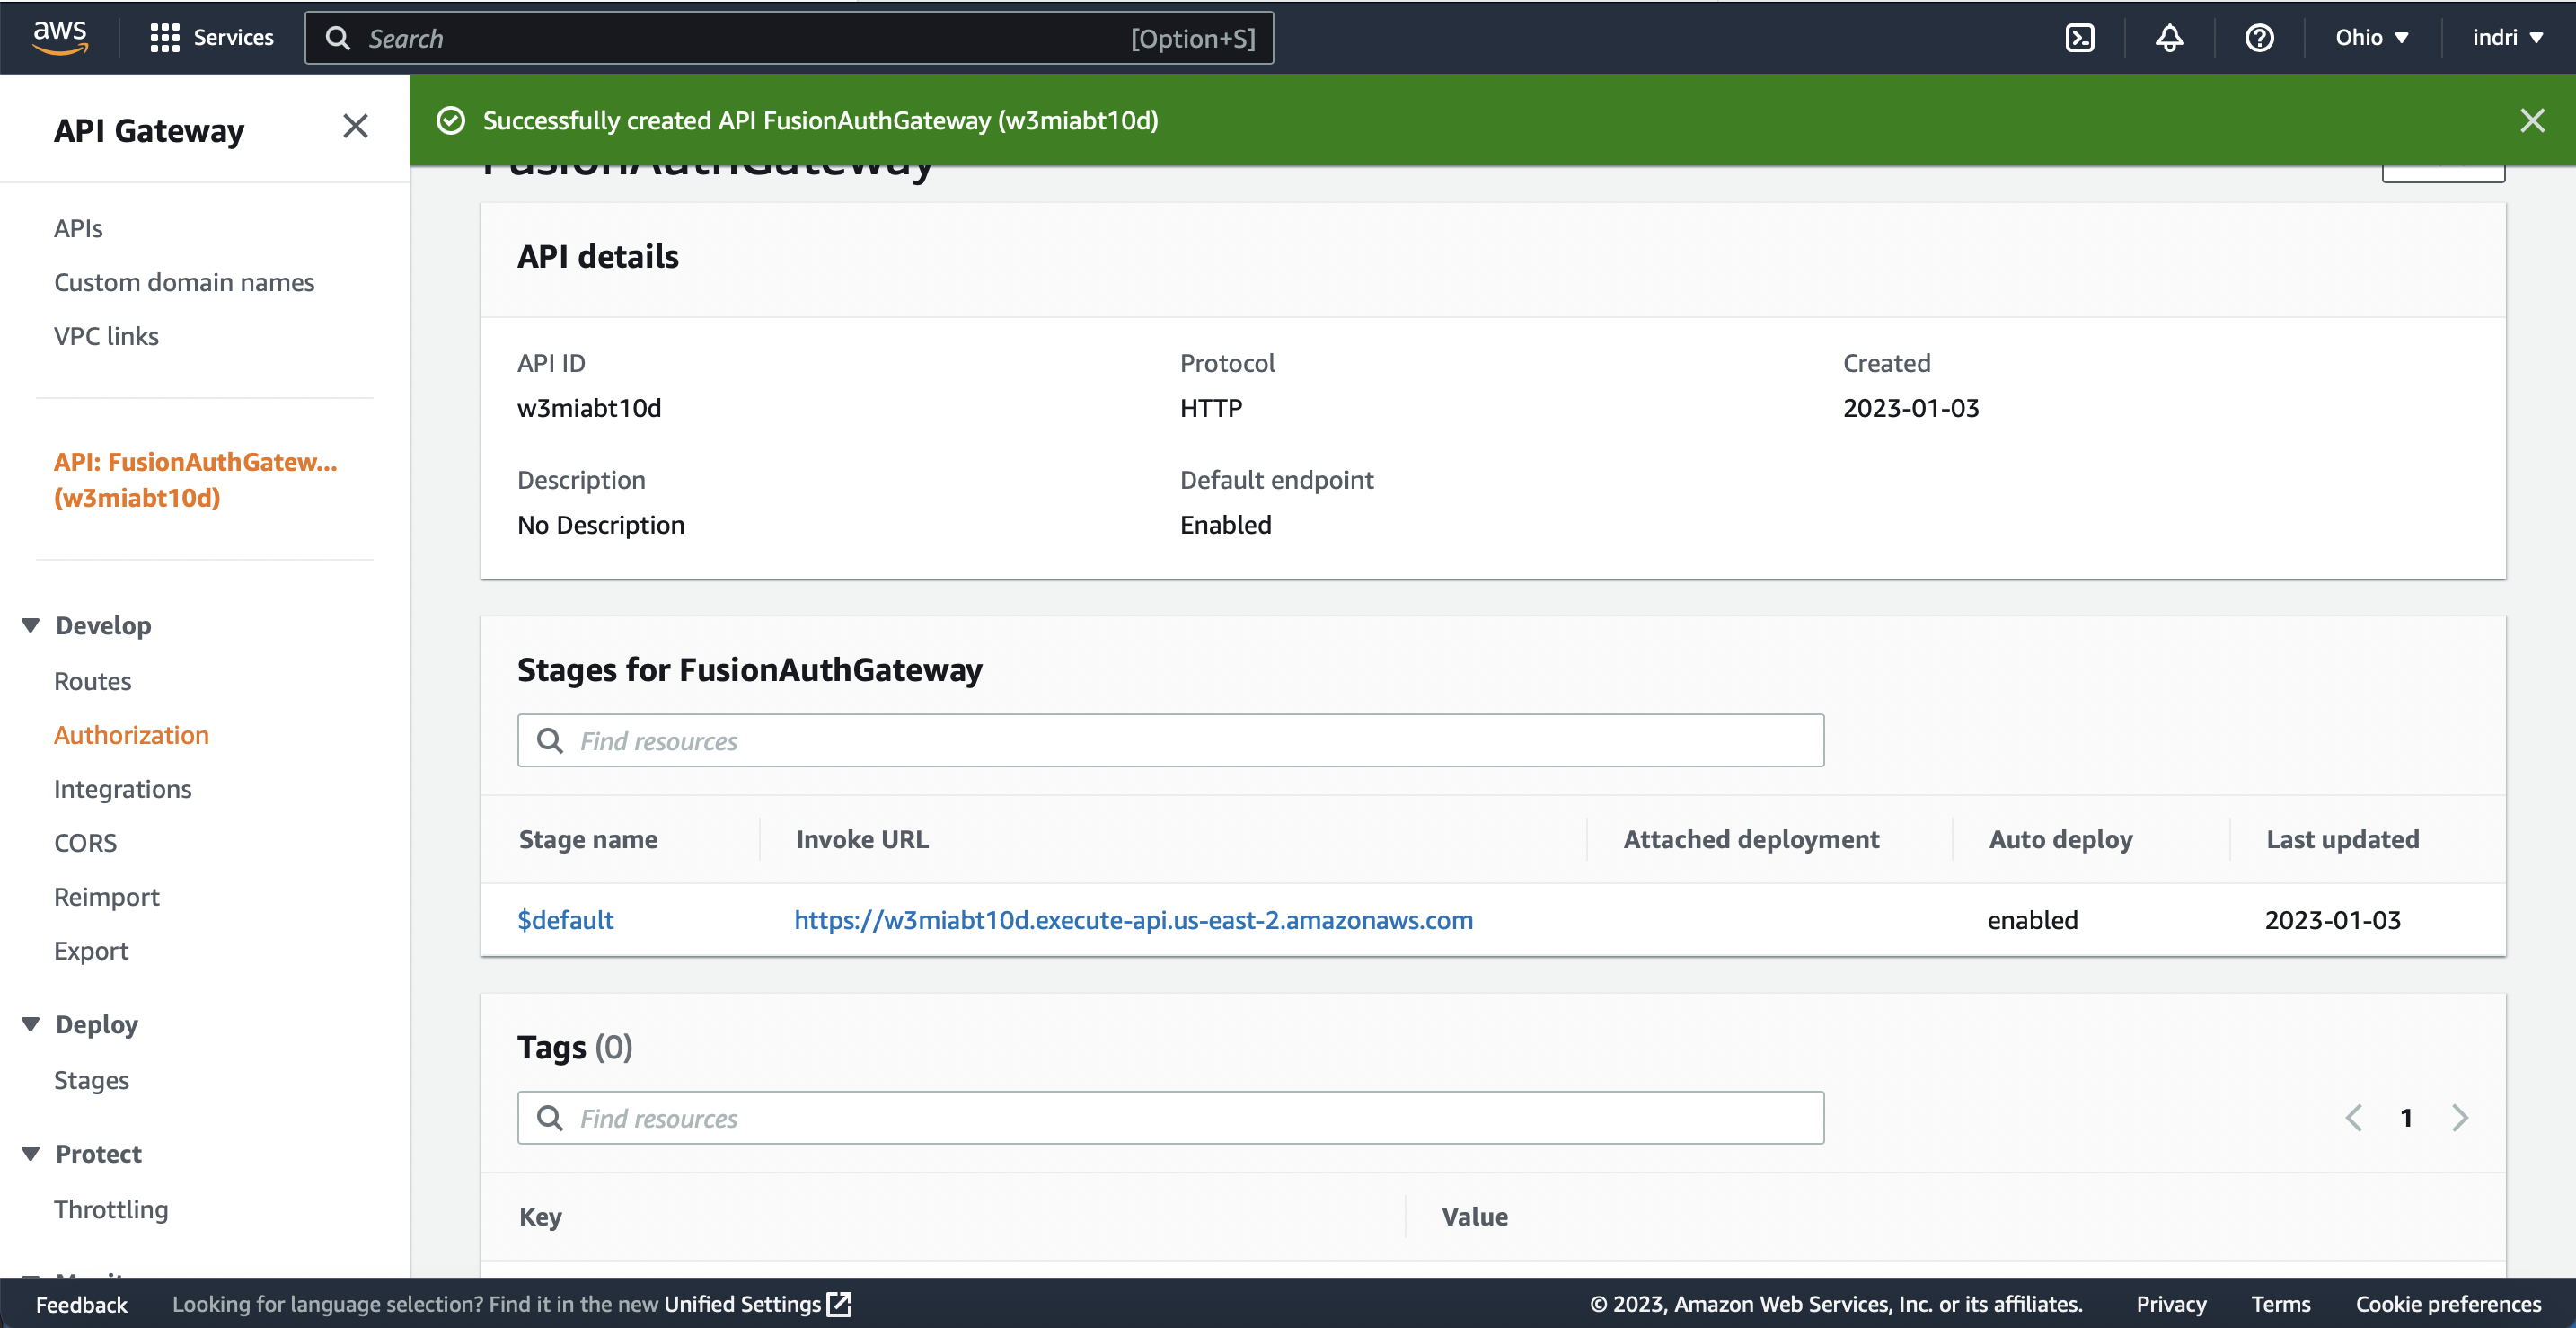 aws
Services
Search
[Option+S]
Ohio
indri
API Gateway
Successfully created API FusionAuthGateway (w3miabt10d)
FusionAuthGateway
APIs
Custom domain names
VPC links
API: FusionAuthGatew...
(w3miabt10d)
Develop
Routes
Authorization
Integrations
CORS
Reimport
Export
Deploy
Stages
Protect
Throttling
API details
API ID
Protocol
Created
w3miabt10d
HTTP
2023-01-03
Description
Default endpoint
No Description
Enabled
Stages for FusionAuthGateway
Find resources
Stage name
Invoke URL
Attached deployment
Auto deploy
Last updated
$default
https://w3miabt10d.execute-api.us-east-2.amazonaws.com
enabled
2023-01-03
Tags (0)
Find resources
1
Key
Value
Feedback
Looking for language selection? Find it in the new Unified Settings
© 2023, Amazon Web Services, Inc. or its affiliates.
Privacy
Terms
Cookie preferences